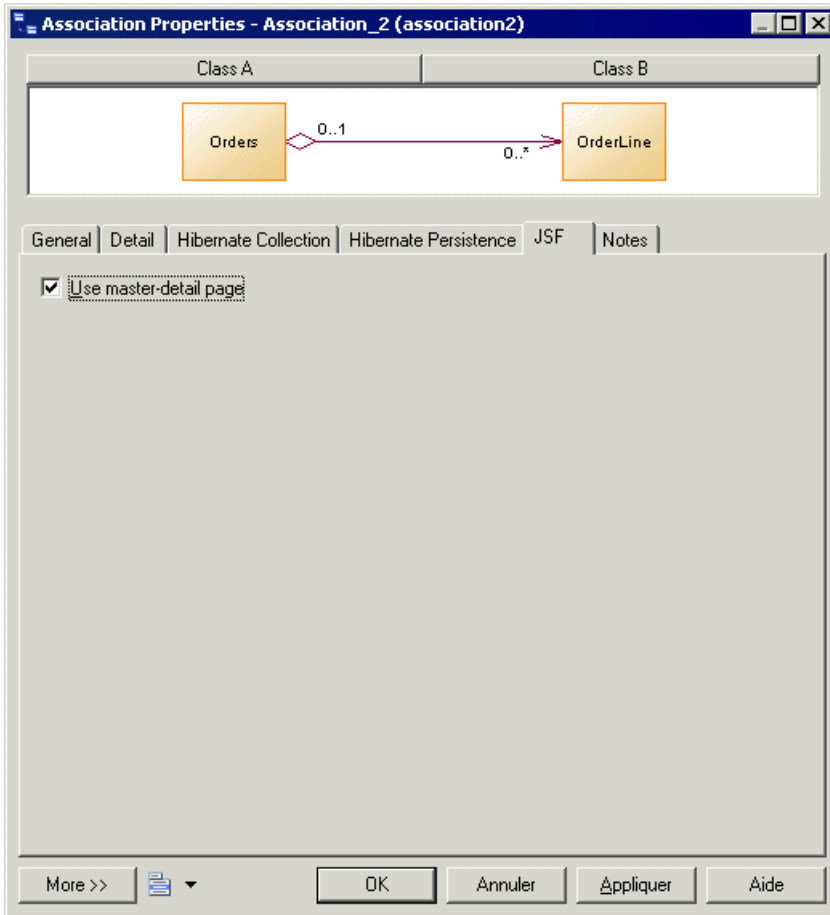 Association Properties - Association_2 (association2)
Class A Class B
0..1
Orders OrderLine
0..*
General Detail Hibernate Collection Hibernate Persistence JSF Notes
Use master-detail page
More >> OK Annuler Appliquer Aide